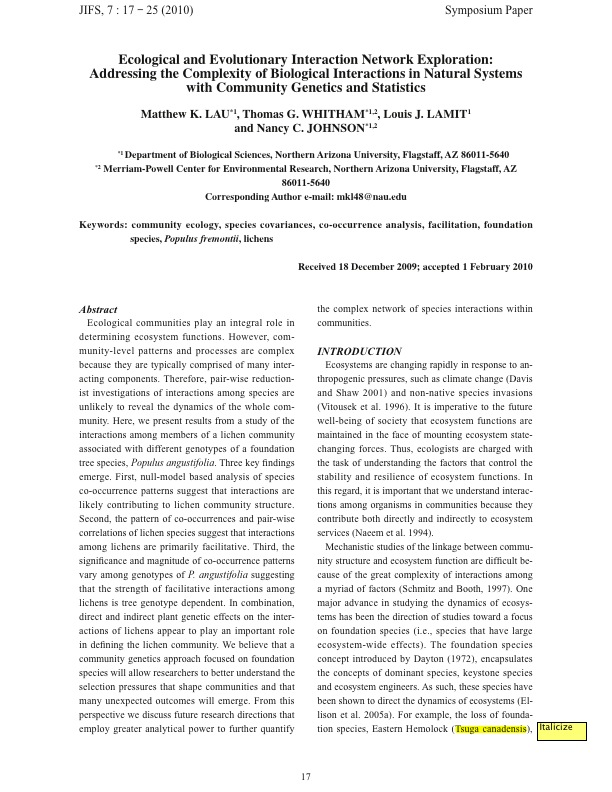 JIFS, 7 : 17 − 25 (2010)
Symposium Paper
Ecological and Evolutionary Interaction Network Exploration:
Addressing the Complexity of Biological Interactions in Natural Systems
with Community Genetics and Statistics
Matthew K. LAU*1, Thomas G. WHITHAM*1,2, Louis J. LAMIT1
and Nancy C. JOHNSON*1,2
*1 Department of Biological Sciences, Northern Arizona University, Flagstaff, AZ 86011-5640
*2 Merriam-Powell Center for Environmental Research, Northern Arizona University, Flagstaff, AZ
86011-5640
Corresponding Author e-mail: mkl48@nau.edu
Keywords: community ecology, species covariances, co-occurrence analysis, facilitation, foundation
species, Populus fremontii, lichens
Received 18 December 2009; accepted 1 February 2010
Abstract
Ecological communities play an integral role in
determining ecosystem functions. However, com-
munity-level patterns and processes are complex
because they are typically comprised of many inter-
acting components. Therefore, pair-wise reduction-
ist investigations of interactions among species are
unlikely to reveal the dynamics of the whole com-
munity. Here, we present results from a study of the
interactions among members of a lichen community
associated with different genotypes of a foundation
tree species, Populus angustifolia. Three key findings
emerge. First, null-model based analysis of species
co-occurrence patterns suggest that interactions are
likely contributing to lichen community structure.
Second, the pattern of co-occurrences and pair-wise
correlations of lichen species suggest that interactions
among lichens are primarily facilitative. Third, the
significance and magnitude of co-occurrence patterns
vary among genotypes of P. angustifolia suggesting
that the strength of facilitative interactions among
lichens is tree genotype dependent. In combination,
direct and indirect plant genetic effects on the inter-
actions of lichens appear to play an important role
in defining the lichen community. We believe that a
community genetics approach focused on foundation
species will allow researchers to better understand the
selection pressures that shape communities and that
many unexpected outcomes will emerge. From this
perspective we discuss future research directions that
employ greater analytical power to further quantify
the complex network of species interactions within
communities.
INTRODUCTION
Ecosystems are changing rapidly in response to an-
thropogenic pressures, such as climate change (Davis
and Shaw 2001) and non-native species invasions
(Vitousek et al. 1996). It is imperative to the future
well-being of society that ecosystem functions are
maintained in the face of mounting ecosystem state-
changing forces. Thus, ecologists are charged with
the task of understanding the factors that control the
stability and resilience of ecosystem functions. In
this regard, it is important that we understand interac-
tions among organisms in communities because they
contribute both directly and indirectly to ecosystem
services (Naeem et al. 1994).
Mechanistic studies of the linkage between commu-
nity structure and ecosystem function are difficult be-
cause of the great complexity of interactions among
a myriad of factors (Schmitz and Booth, 1997). One
major advance in studying the dynamics of ecosys-
tems has been the direction of studies toward a focus
on foundation species (i.e., species that have large
ecosystem-wide effects). The foundation species
concept introduced by Dayton (1972), encapsulates
the concepts of dominant species, keystone species
and ecosystem engineers. As such, these species have
been shown to direct the dynamics of ecosystems (El-
lison et al. 2005a). For example, the loss of founda-
tion species, Eastern Hemolock (Tsuga canadensis),
Italicize
17